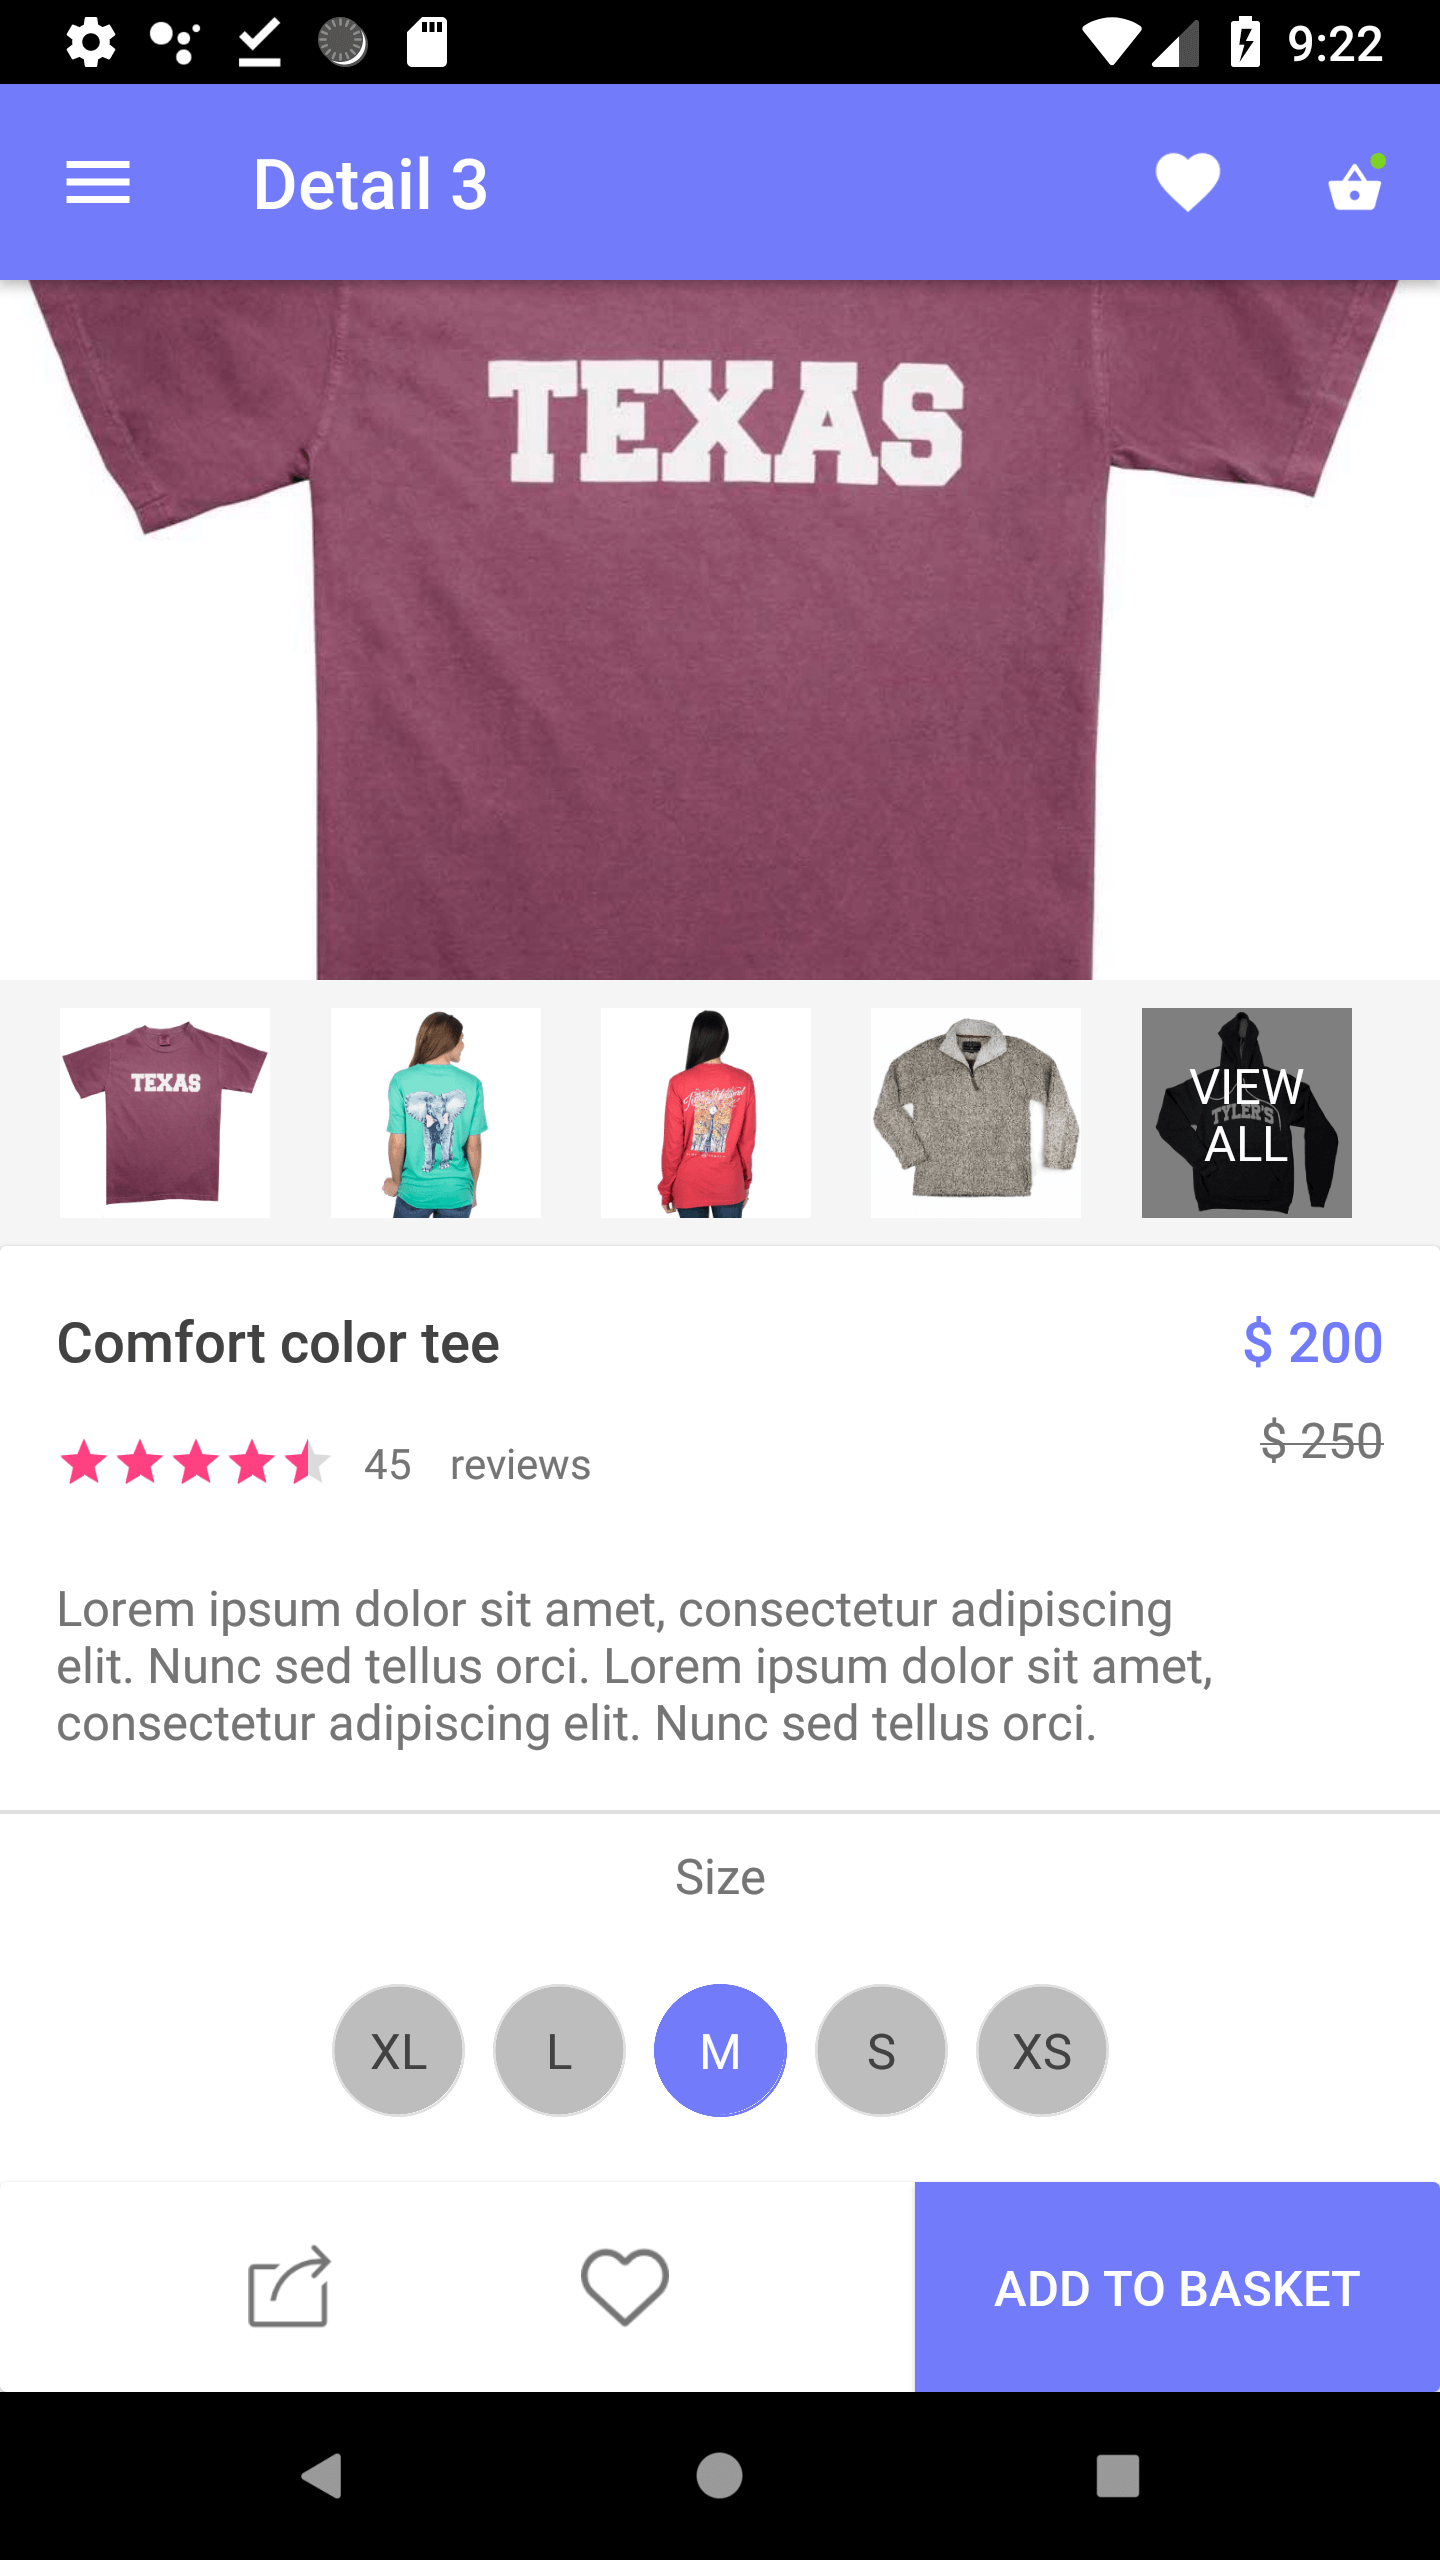 9:22
Detail 3
TEXAS
TEXAS
VIEW
ALL
TYLER'S
Comfort color tee
$ 200
45 reviews
$ 250
Lorem ipsum dolor sit amet, consectetur adipiscing
elit. Nunc sed tellus orci. Lorem ipsum dolor sit amet,
consectetur adipiscing elit. Nunc sed tellus orci.
Size
XL L M S XS
ADD TO BASKET